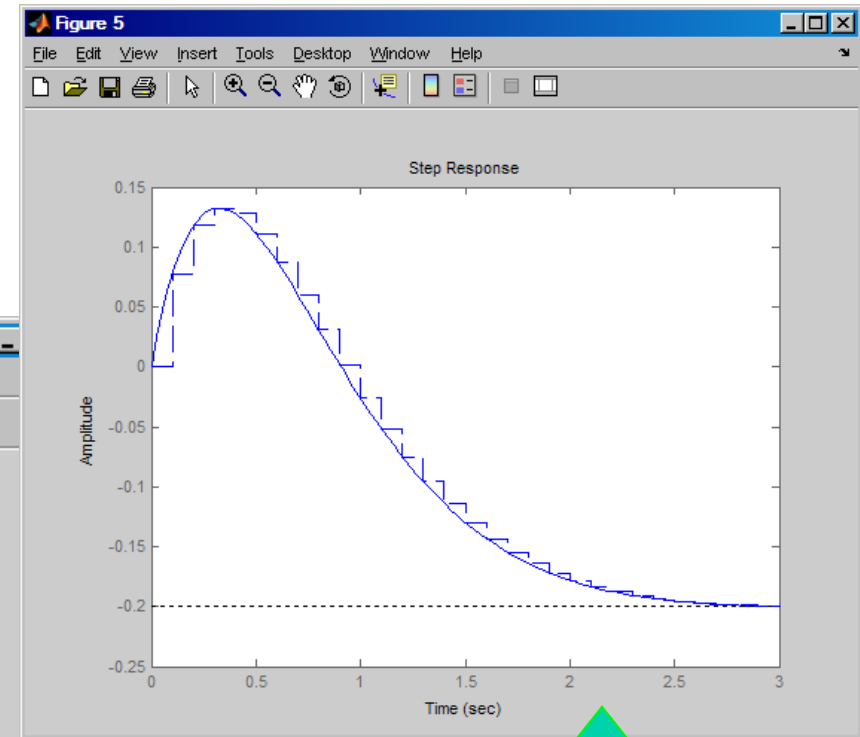 Figure 5
File Edit View Insert Tools Desktop Window Help
Step Response
0.15
0.1
0.05
0
-0.05
-0.1
-0.15
-0.2
-0.25
Amplitude
0 0.5 1 1.5 2 2.5 3
Time (sec)